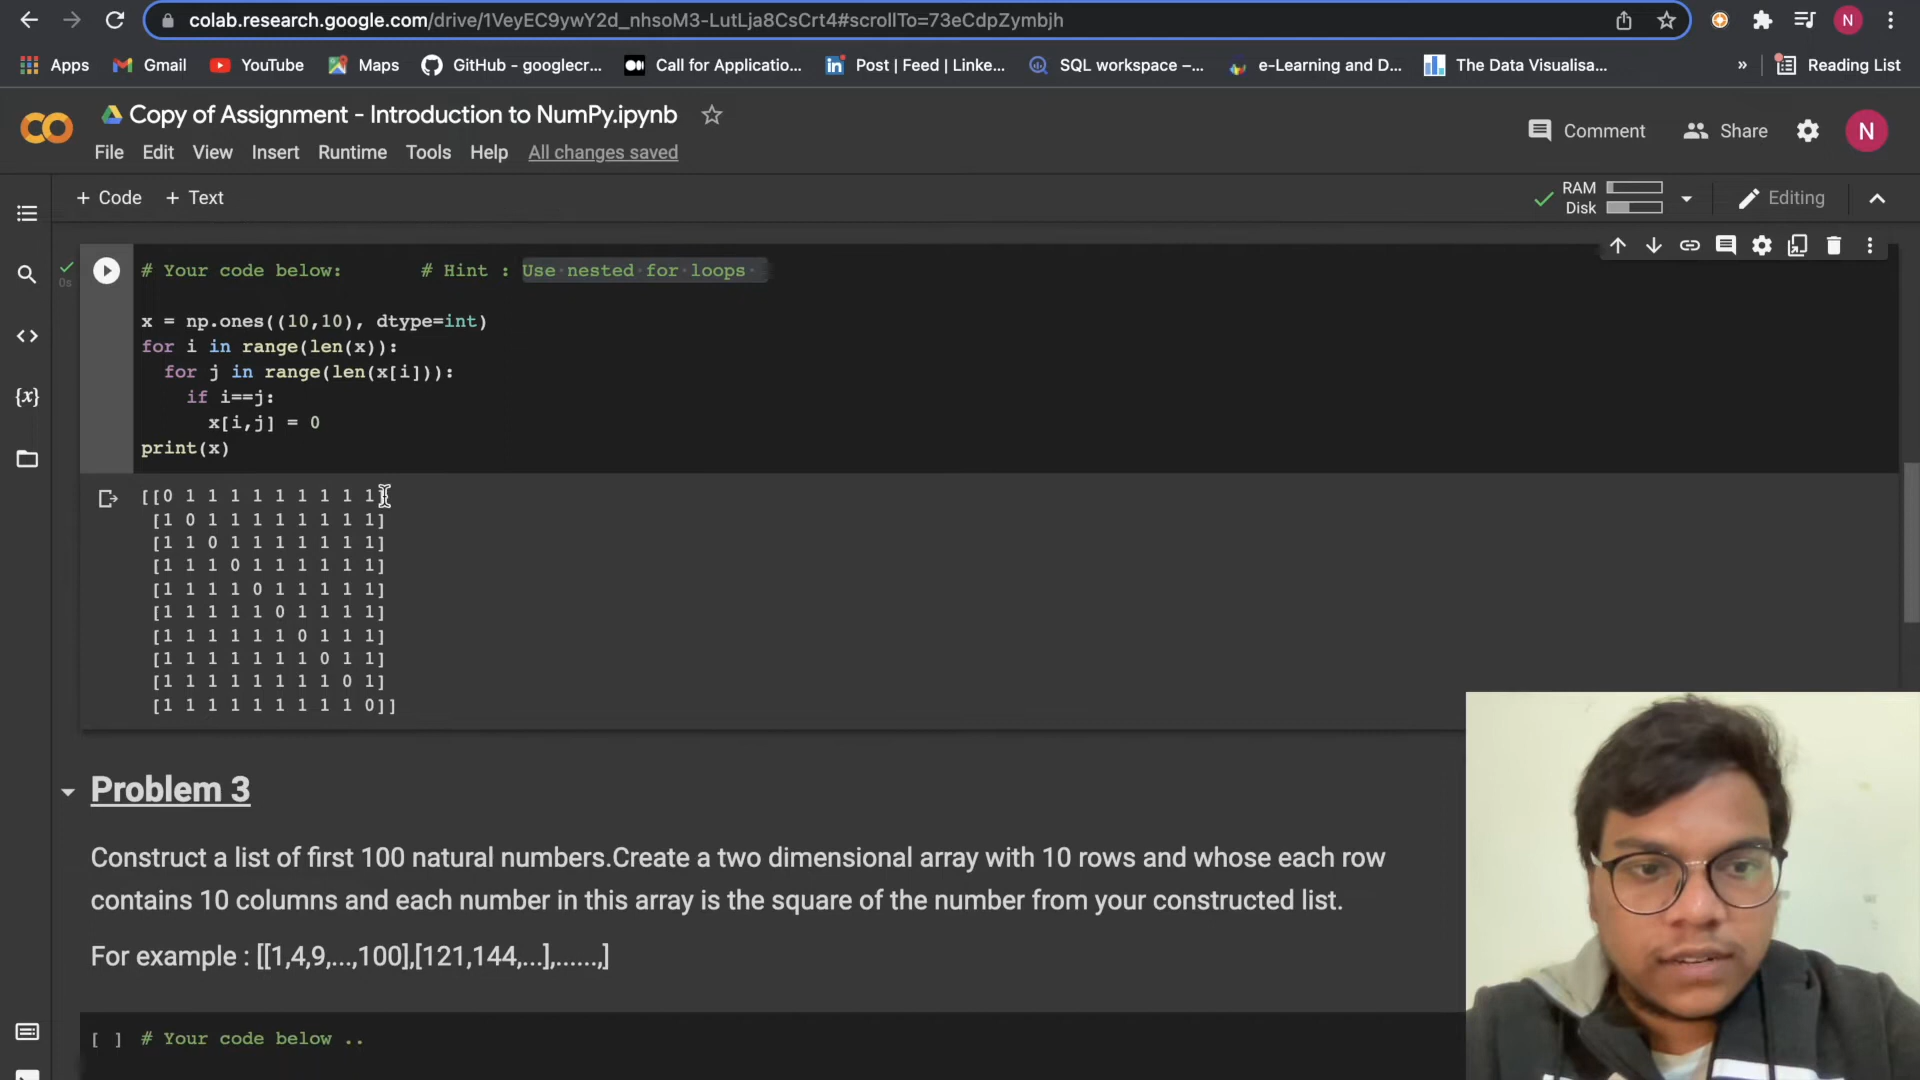 colab.research.google.com/drive/1VeyEC9ywY2d_nhsoM3-LutLja8CsCrt4#scrollTo=73eCdpZymbjh
N
Apps Gmail YouTube Maps GitHub - googlecr... Call for Applicatio... Post | Feed | Linke... SQL workspace –... e-Learning and D... The Data Visualisa... » Reading List
Copy of Assignment - Introduction to NumPy.ipynb
Comment Share N
File Edit View Insert Runtime Tools Help All changes saved
+ Code + Text
RAM
Disk
Editing
# Your code below: # Hint : Use nested for loops
0s
x = np.ones((10,10), dtype=int)
for i in range(len(x)):
for j in range(len(x[i])):
if i==j:
x[i,j] = 0
print(x)
[[0 1 1 1 1 1 1 1 1 1]
[1 0 1 1 1 1 1 1 1 1]
[1 1 0 1 1 1 1 1 1 1]
[1 1 1 0 1 1 1 1 1 1]
[1 1 1 1 0 1 1 1 1 1]
[1 1 1 1 1 0 1 1 1 1]
[1 1 1 1 1 1 0 1 1 1]
[1 1 1 1 1 1 1 0 1 1]
[1 1 1 1 1 1 1 1 0 1]
[1 1 1 1 1 1 1 1 1 0]]
Problem 3
Construct a list of first 100 natural numbers.Create a two dimensional array with 10 rows and whose each row
contains 10 columns and each number in this array is the square of the number from your constructed list.
For example : [[1,4,9,...,100],[121,144,...],......,]
[ ] # Your code below ..